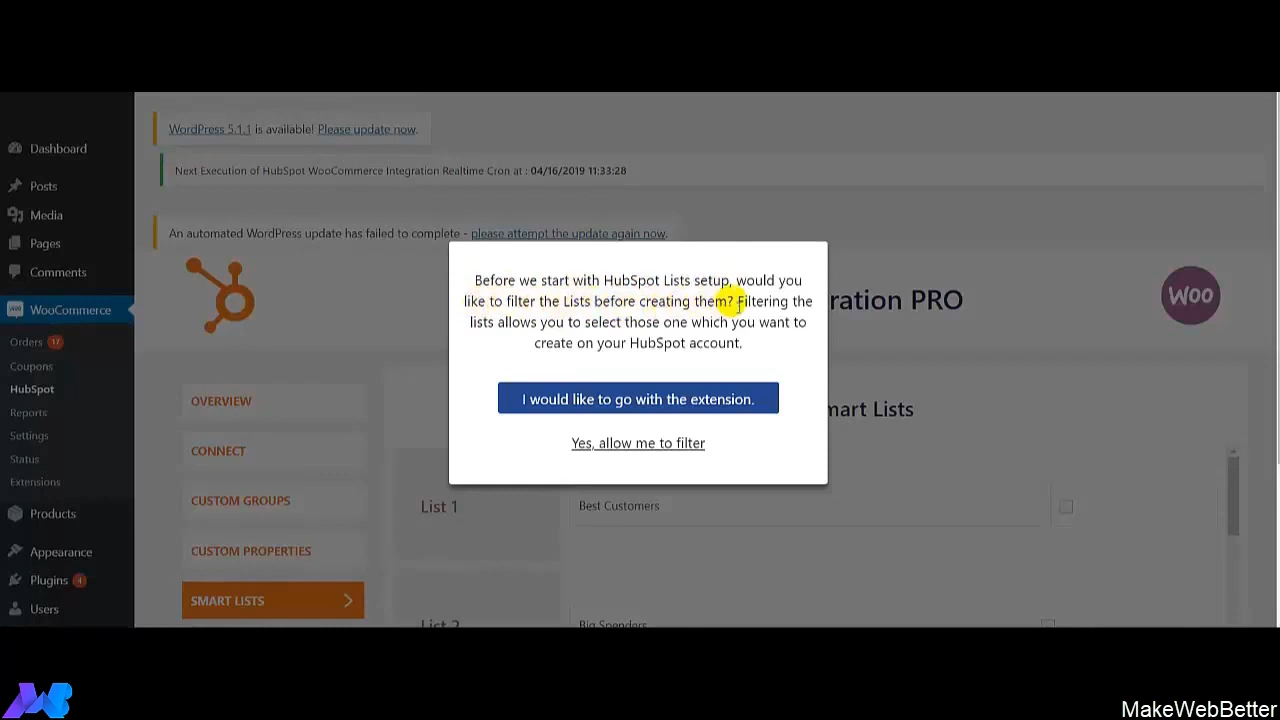 WordPress 5.1.1 is available! Please update now.
Next Execution of HubSpot WooCommerce Integration Realtime Cron at : 04/16/2019 11:33:28
An automated WordPress update has failed to complete - please attempt the update again now.
Dashboard
Posts
Media
Pages
Comments
WooCommerce
Orders 17
Coupons
HubSpot
Reports
Settings
Status
Extensions
Products
Appearance
Plugins 4
Users
ration PRO
Woo
Before we start with HubSpot Lists setup, would you
like to filter the Lists before creating them? Filtering the
lists allows you to select those one which you want to
create on your HubSpot account.
I would like to go with the extension.
Yes, allow me to filter
OVERVIEW
CONNECT
CUSTOM GROUPS
CUSTOM PROPERTIES
SMART LISTS
mart Lists
List 1
Best Customers
List 2
Big Spenders
MakeWebBetter